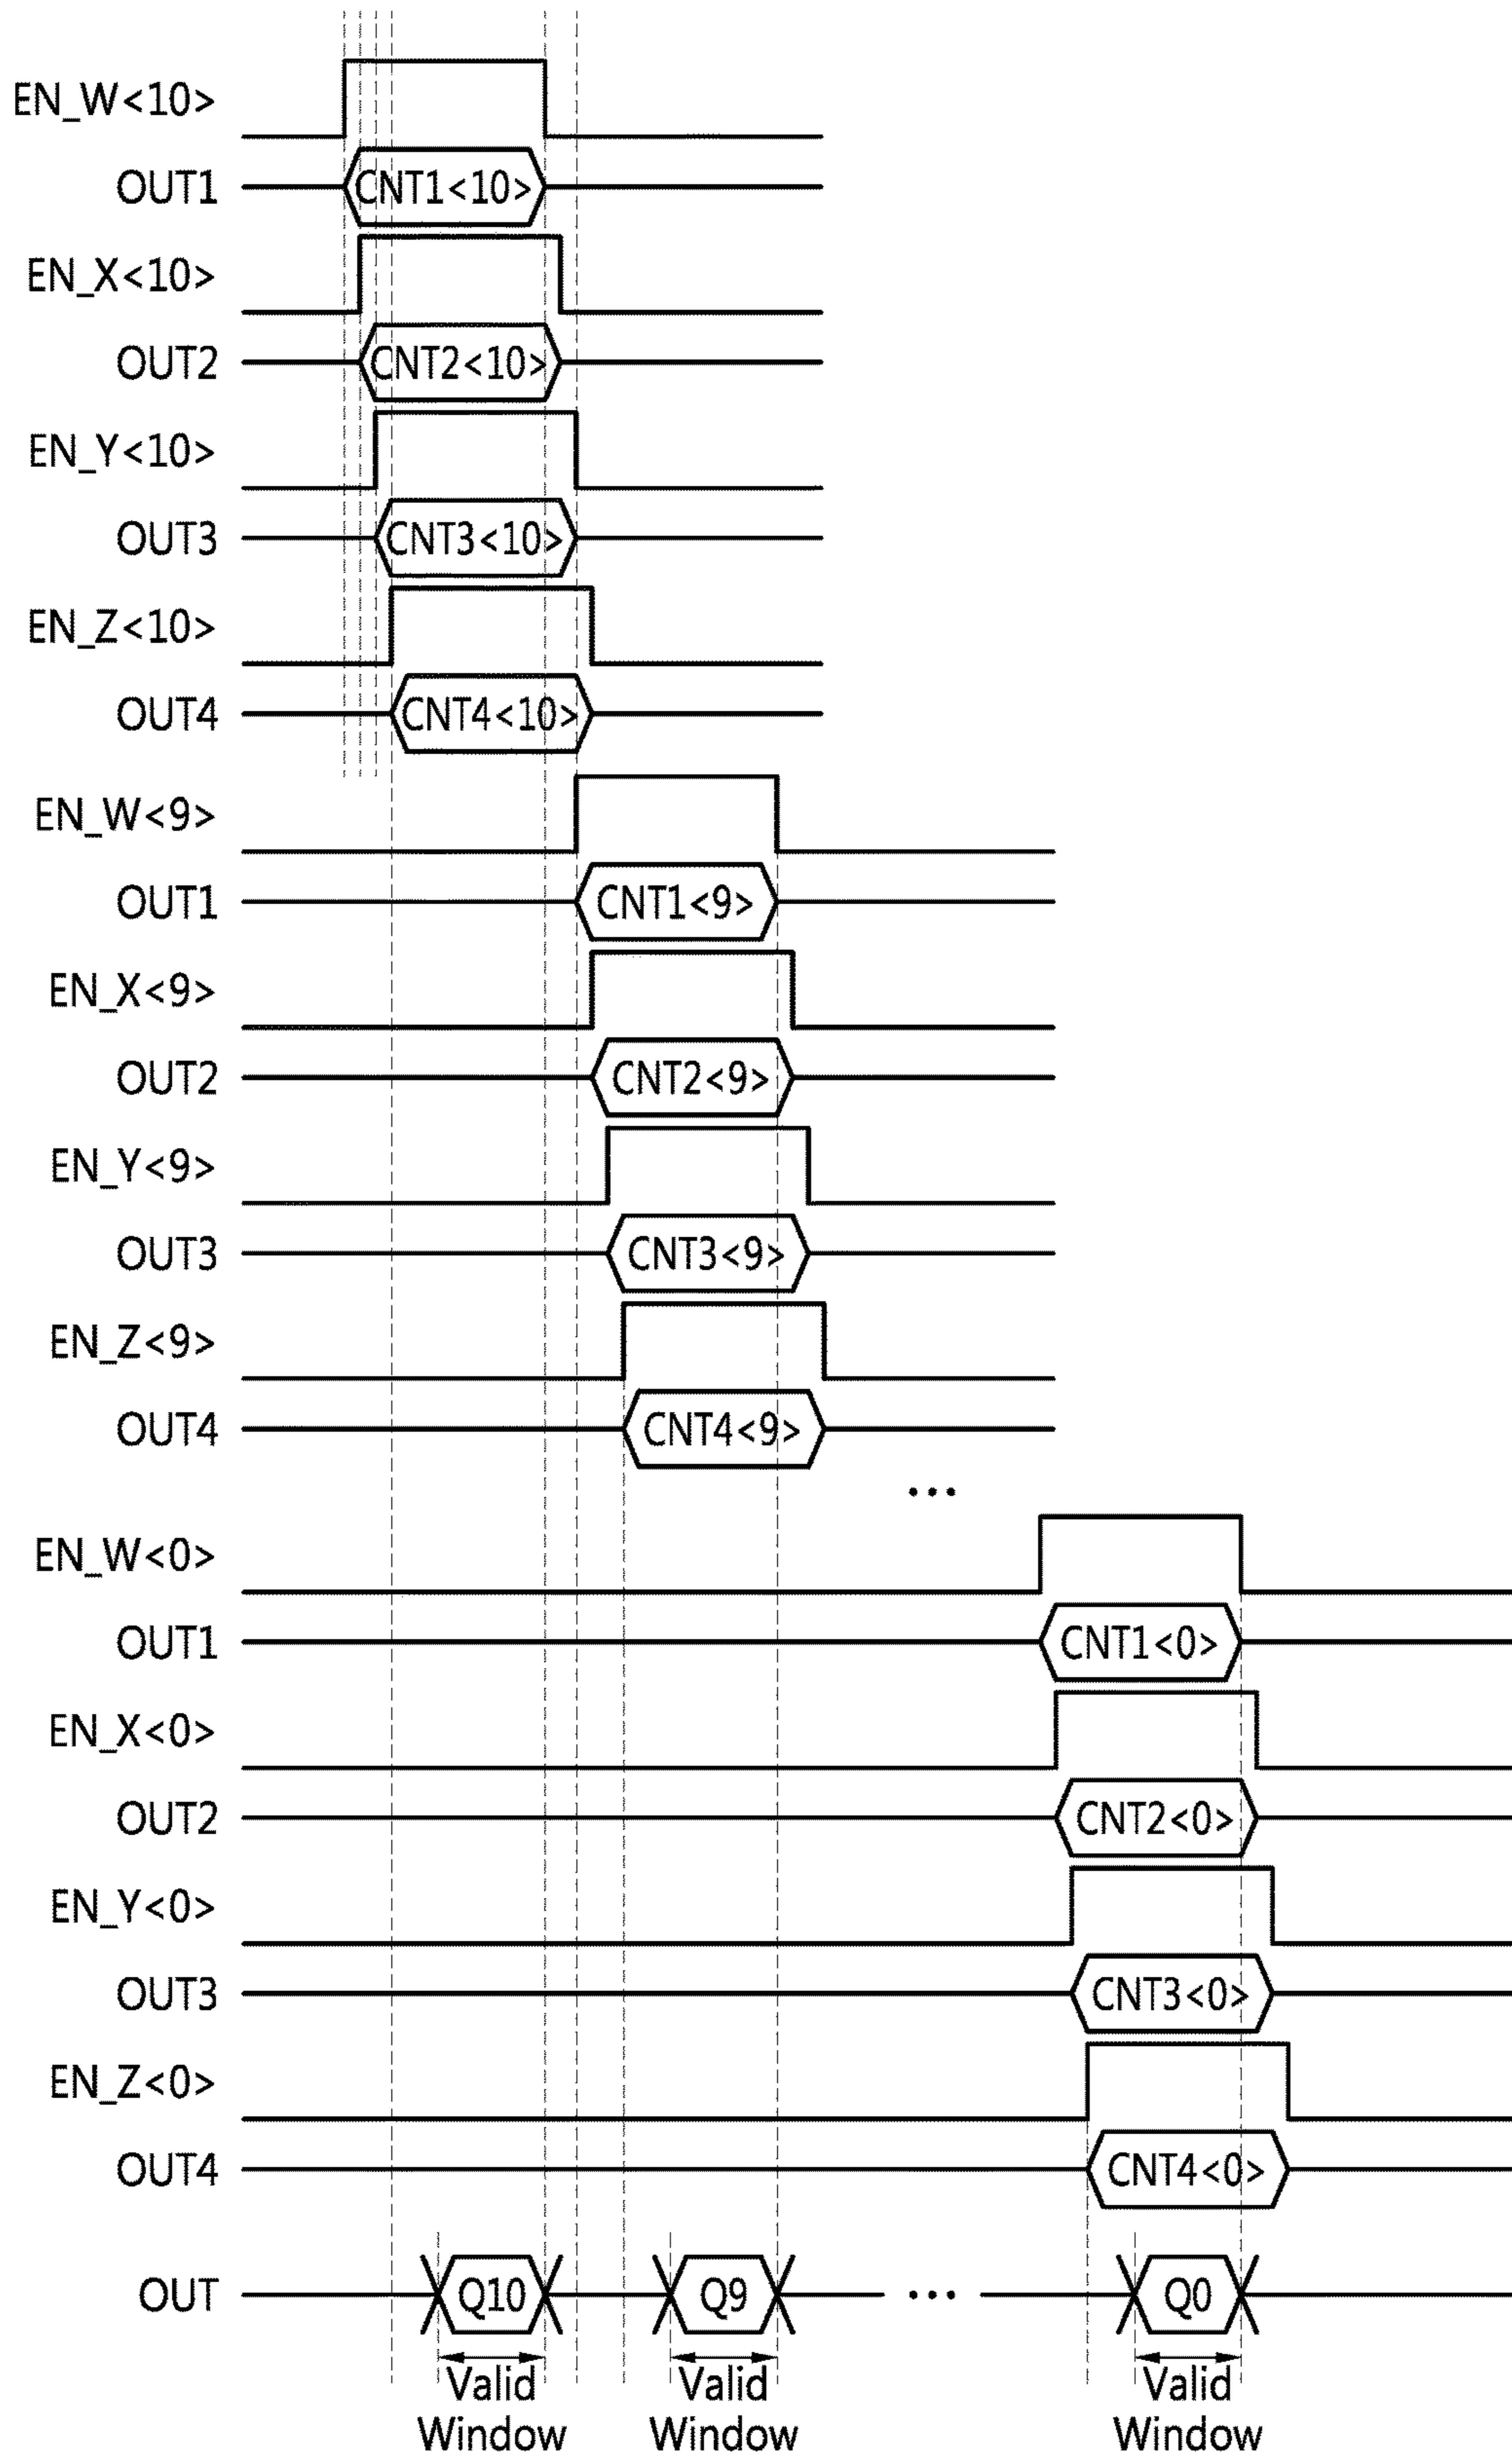 EN_W<10>
OUT1 CNT1<10>
EN_X<10>
OUT2 CNT2<10>
EN_Y<10>
OUT3 CNT3<10>
EN_Z<10>
OUT4 CNT4<10>
EN_W<9>
OUT1 CNT1<9>
EN_X<9>
OUT2 CNT2<9>
EN_Y<9>
OUT3 CNT3<9>
EN_Z<9>
OUT4 CNT4<9>
...
EN_W<0>
OUT1 CNT1<0>
EN_X<0>
OUT2 CNT2<0>
EN_Y<0>
OUT3 CNT3<0>
EN_Z<0>
OUT4 CNT4<0>
OUT Q10 Q9 ... Q0
Valid Valid Valid
Window Window Window